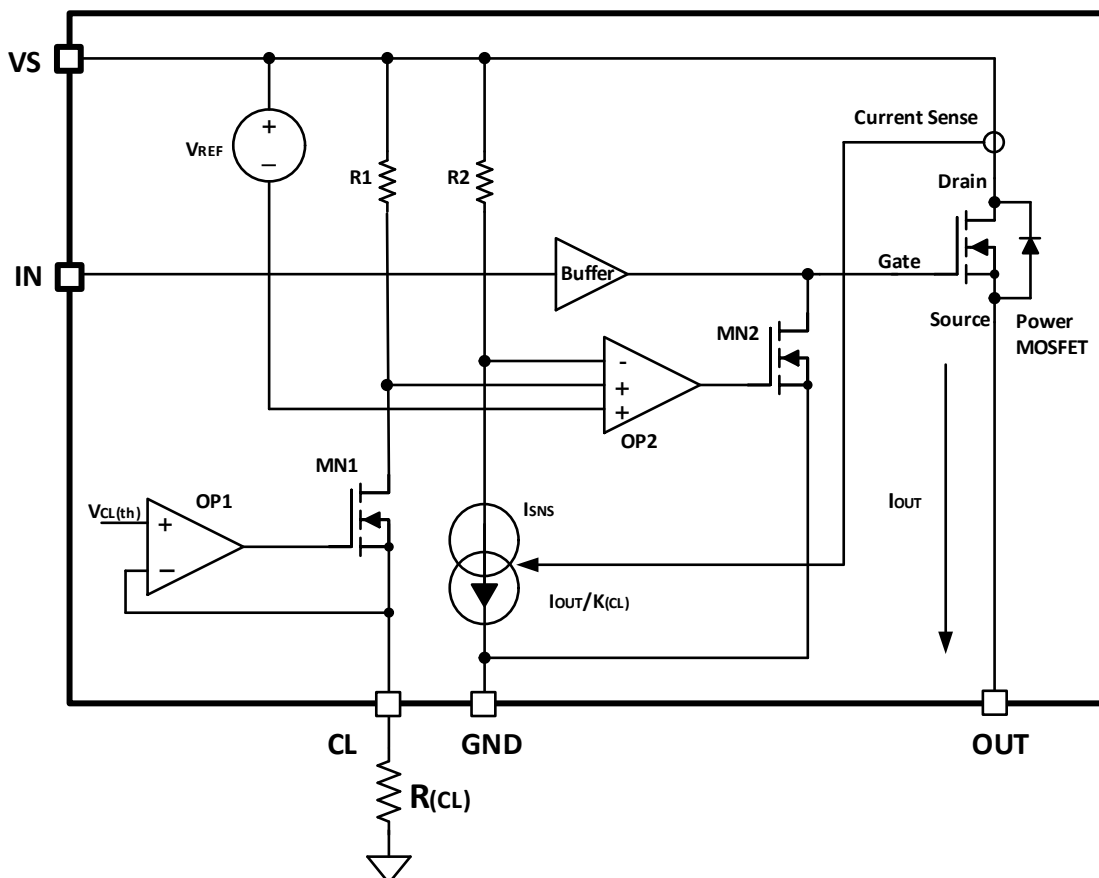 VS
Current Sense
VREF
+
−
R1
R2
Drain
IN
Buffer
Gate
Source
Power
MOSFET
MN2
-
+
+
OP2
MN1
OP1
VCL(th)
+
−
ISNS
IOUT
IOUT/K(CL)
CL
GND
OUT
R(CL)